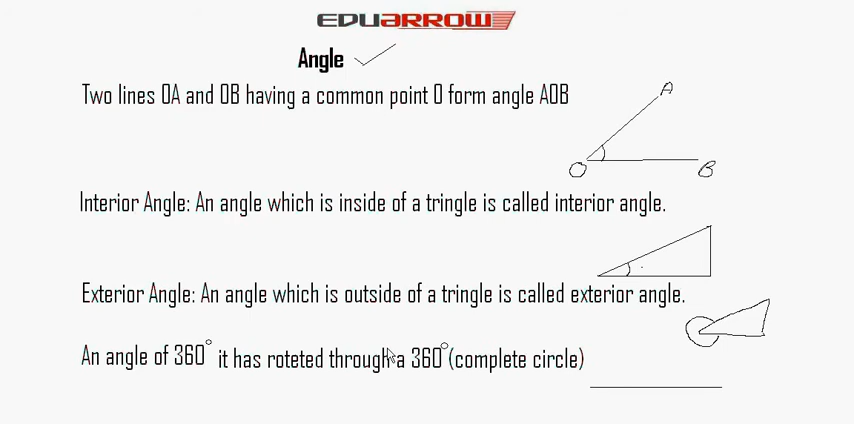 EDUARROW
Angle
Two lines OA and OB having a common point O form angle AOB
A
O B
Interior Angle: An angle which is inside of a tringle is called interior angle.
Exterior Angle: An angle which is outside of a tringle is called exterior angle.
An angle of 360° it has roteted through a 360° (complete circle)